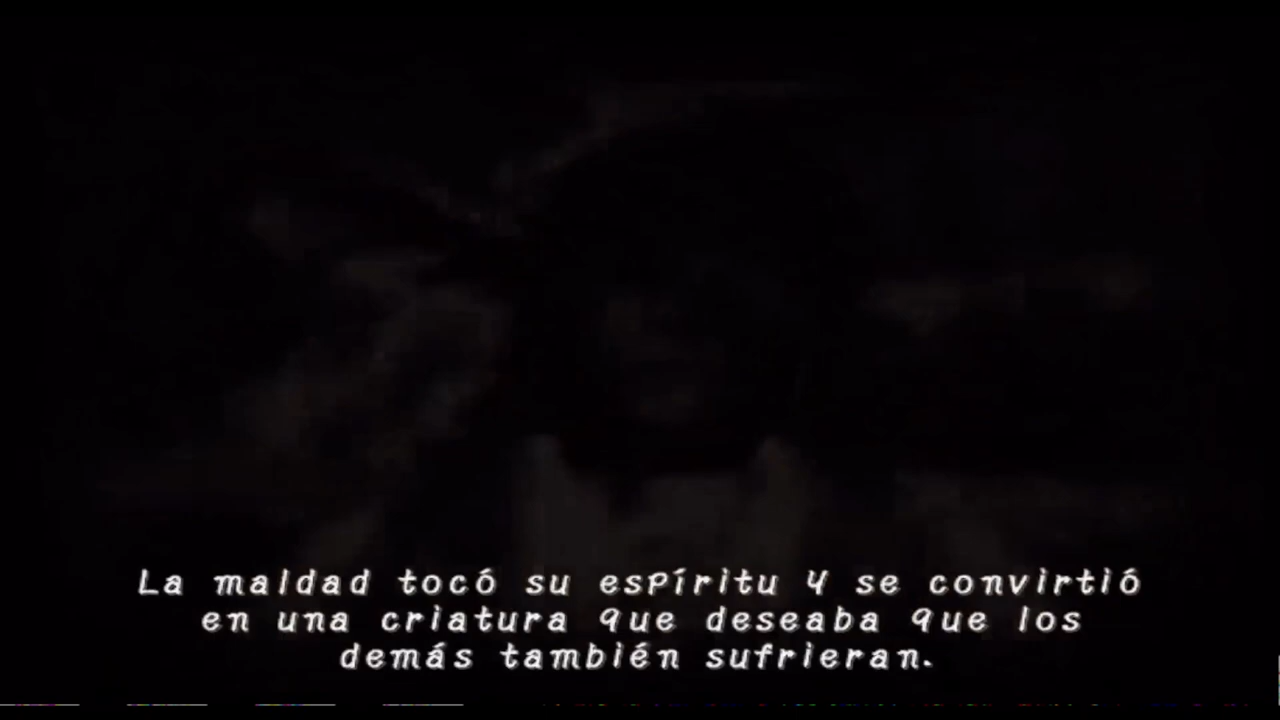 La maldad tocó su espíritu y se convirtió
en una criatura que deseaba que los
demás también sufrieran.